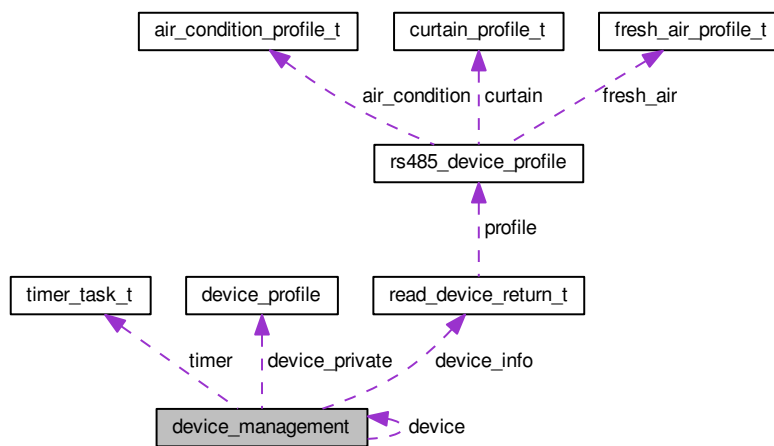 air_condition_profile_t curtain_profile_t fresh_air_profile_t
air_condition curtain fresh_air
rs485_device_profile
profile
timer_task_t device_profile read_device_return_t
timer device_private device_info
device_management device